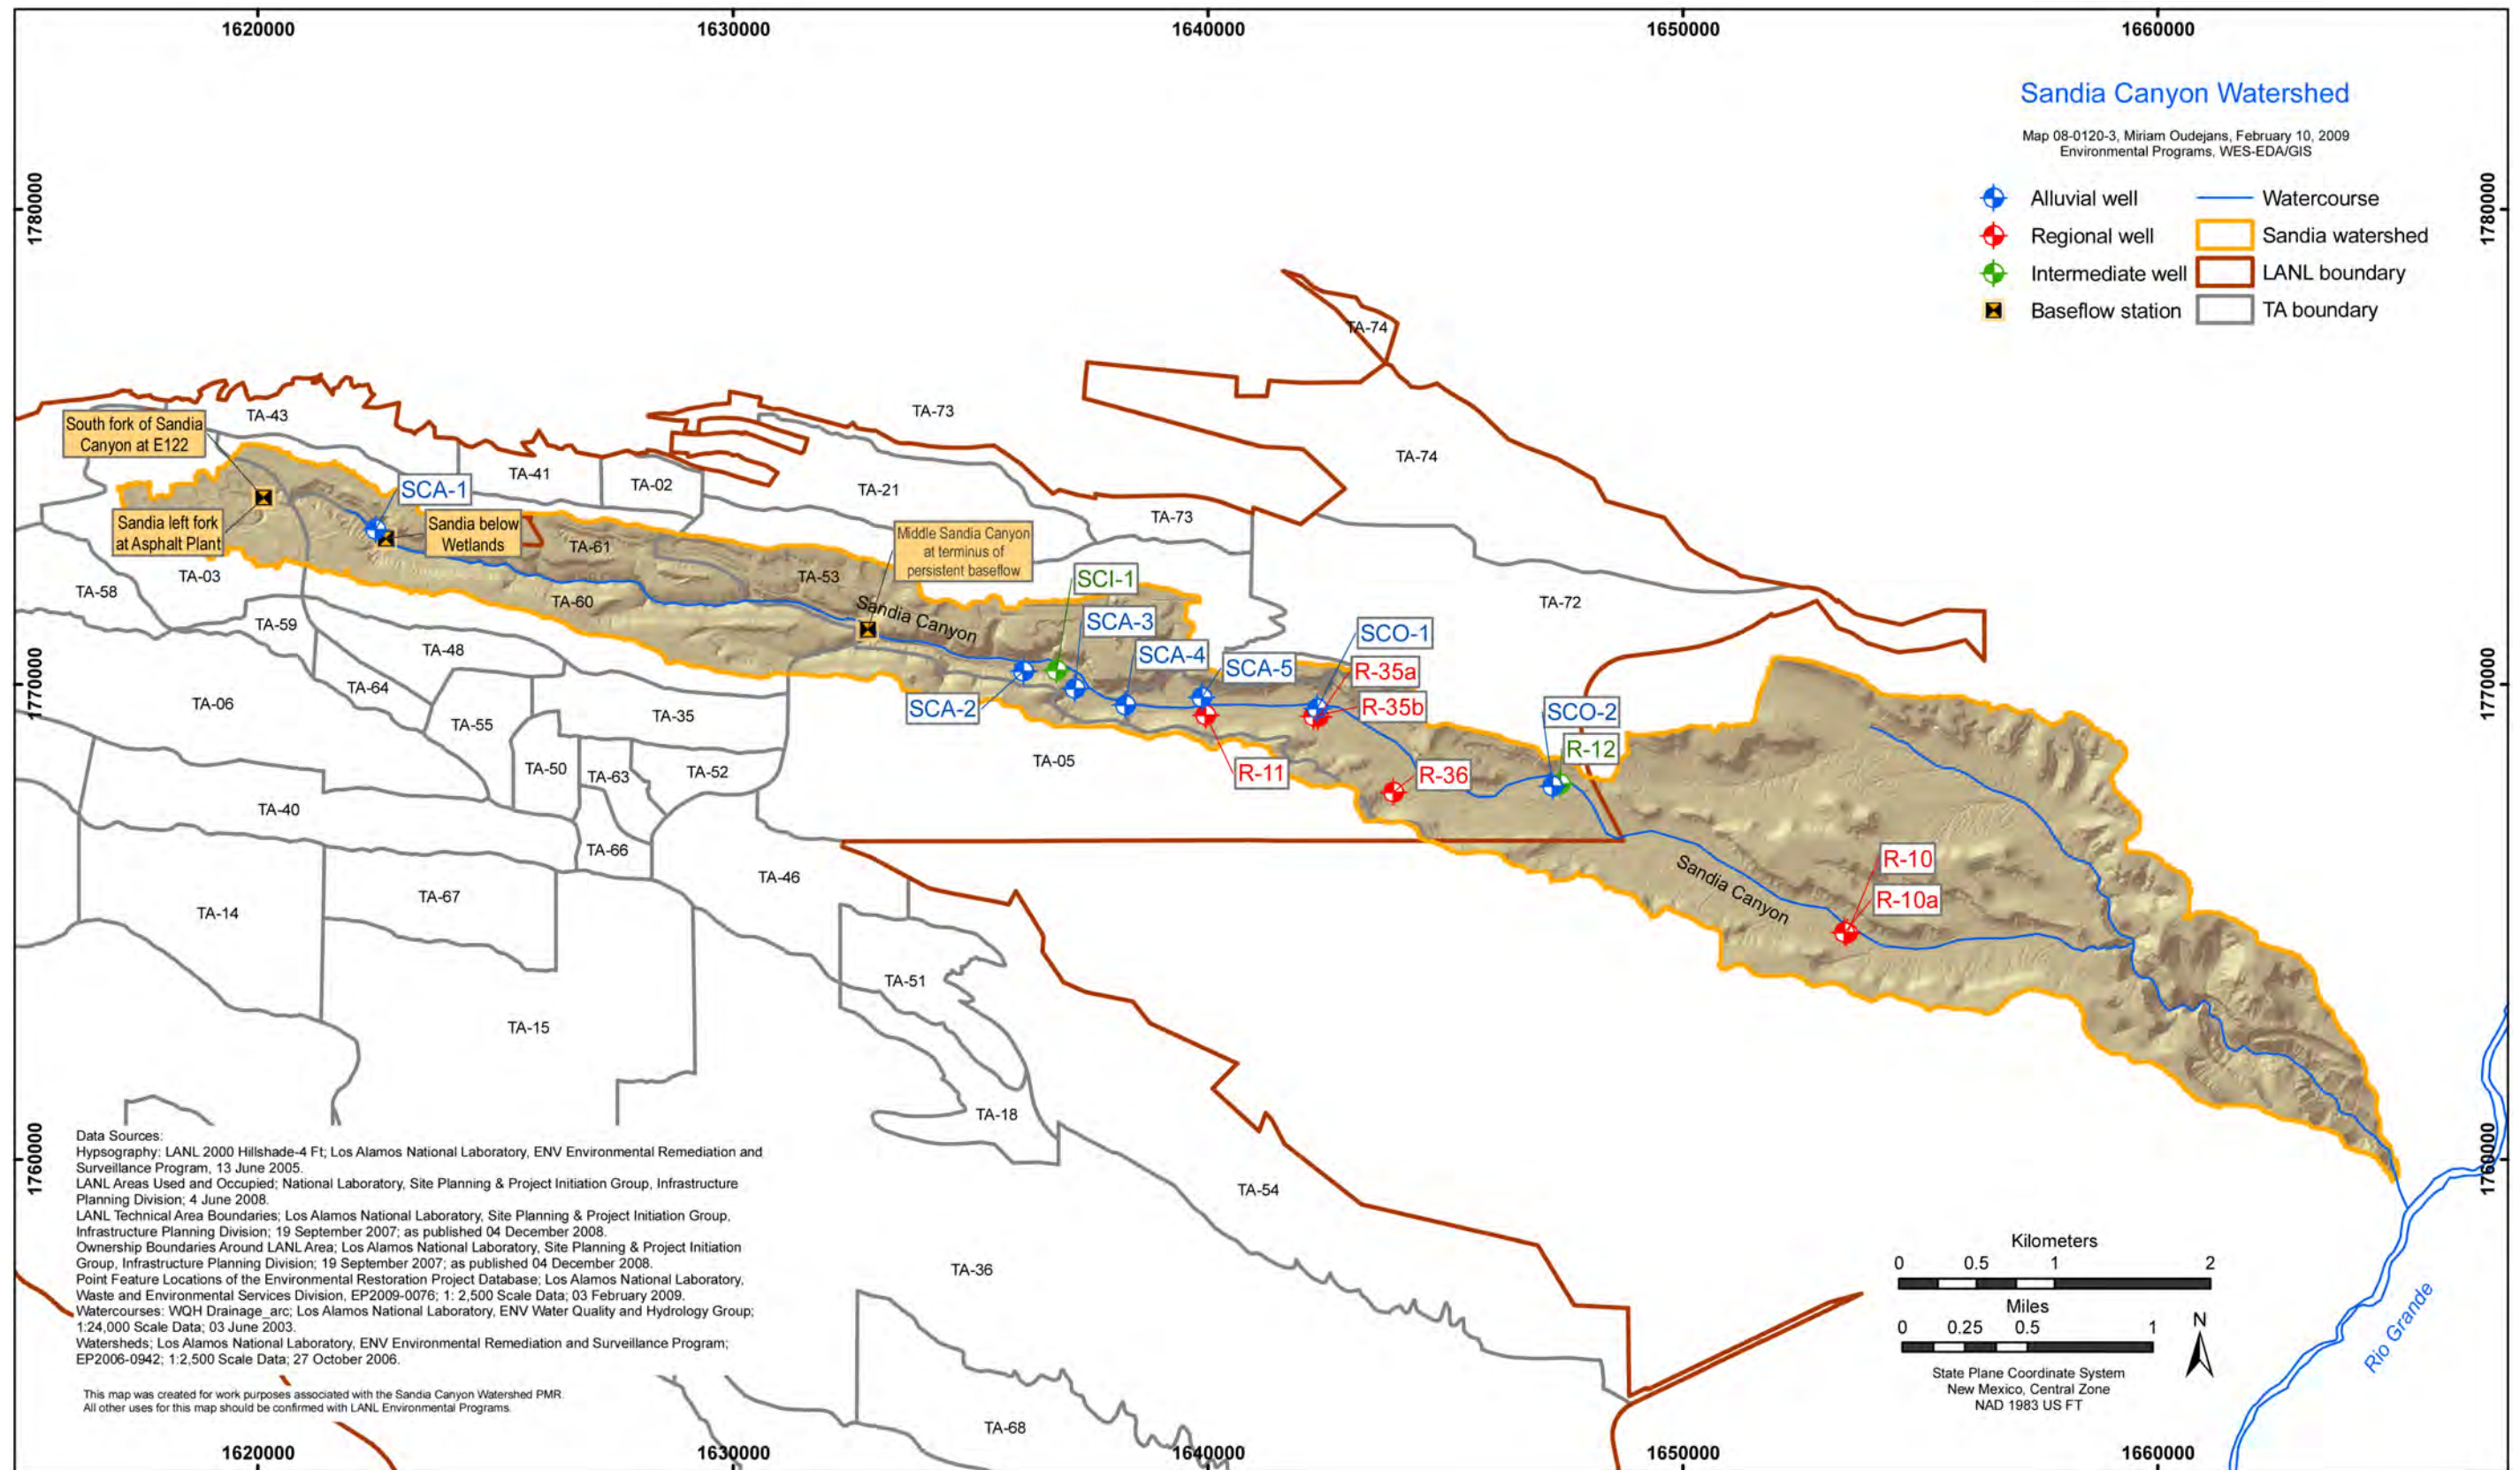 1620000
1630000
1640000
1650000
1660000
Sandia Canyon Watershed
Map 08-0120-3, Miriam Oudejans, February 10, 2009
Environmental Programs, WES-EDA/GIS
Alluvial well
Watercourse
Regional well
Sandia watershed
Intermediate well
LANL boundary
Baseflow station
TA boundary
1780000
1780000
TA-74
TA-43
TA-73
South fork of Sandia
Canyon at E122
TA-74
TA-41
TA-02
TA-21
SCA-1
TA-73
Sandia left fork
at Asphalt Plant
Sandia below
Wetlands
Middle Sandia Canyon
at terminus of
persistent baseflow
TA-61
TA-03
TA-53
SCI-1
TA-58
TA-60
Sandia Canyon
TA-72
TA-59
SCA-3
SCO-1
TA-48
SCA-4
SCA-5
R-35a
1770000
1770000
TA-64
TA-06
TA-35
SCA-2
R-35b
SCO-2
TA-55
R-12
TA-50
TA-63
TA-52
TA-05
R-11
R-36
TA-40
TA-66
R-10
TA-46
Sandia Canyon
TA-67
R-10a
TA-14
TA-51
TA-15
TA-18
1760000
1760000
Data Sources:
Hypsography: LANL 2000 Hillshade-4 Ft; Los Alamos National Laboratory, ENV Environmental Remediation and
Surveillance Program, 13 June 2005.
LANL Areas Used and Occupied; National Laboratory, Site Planning & Project Initiation Group, Infrastructure
Planning Division; 4 June 2008.
LANL Technical Area Boundaries; Los Alamos National Laboratory, Site Planning & Project Initiation Group,
Infrastructure Planning Division; 19 September 2007; as published 04 December 2008.
Ownership Boundaries Around LANL Area; Los Alamos National Laboratory, Site Planning & Project Initiation
Group, Infrastructure Planning Division; 19 September 2007; as published 04 December 2008.
Point Feature Locations of the Environmental Restoration Project Database; Los Alamos National Laboratory,
Waste and Environmental Services Division, EP2009-0076; 1: 2,500 Scale Data; 03 February 2009.
Watercourses: WQH Drainage_arc; Los Alamos National Laboratory, ENV Water Quality and Hydrology Group;
1:24,000 Scale Data; 03 June 2003.
Watersheds; Los Alamos National Laboratory, ENV Environmental Remediation and Surveillance Program;
EP2006-0942; 1:2,500 Scale Data; 27 October 2006.
This map was created for work purposes associated with the Sandia Canyon Watershed PMR.
All other uses for this map should be confirmed with LANL Environmental Programs.
TA-54
TA-36
TA-68
Kilometers
0 0.5 1 2
Miles
0 0.25 0.5 1
N
State Plane Coordinate System
New Mexico, Central Zone
NAD 1983 US FT
Rio Grande
1620000
1630000
1640000
1650000
1660000